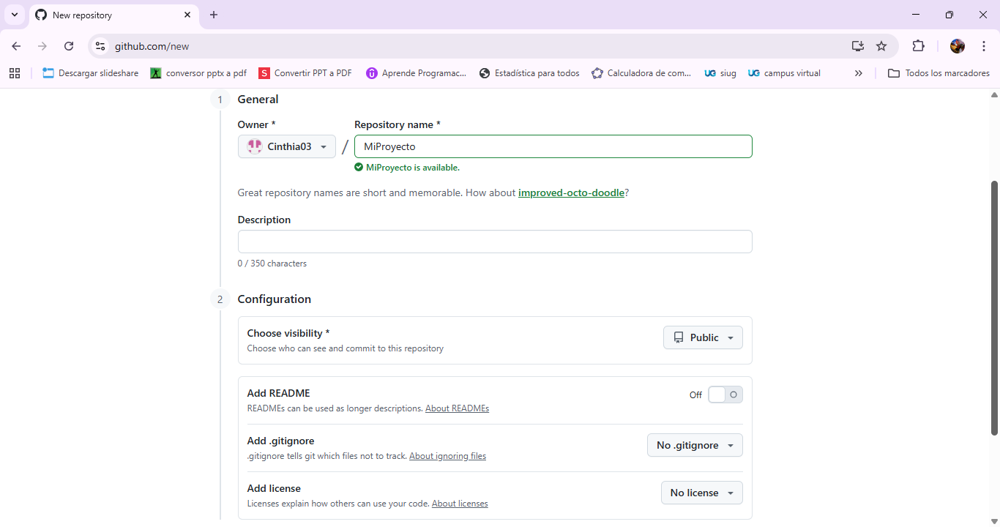 New repository
github.com/new
Descargar slideshare
conversor pptx a pdf
S
Convertir PPT a PDF
Aprende Programac...
Estadística para todos
Calculadora de com...
UG
siug
UG
campus virtual
Todos los marcadores
1
General
Owner *
Repository name *
Cinthia03
/
MiProyecto
MiProyecto is available.
Great repository names are short and memorable. How about improved-octo-doodle?
Description
0 / 350 characters
2
Configuration
Choose visibility *
Choose who can see and commit to this repository
Public
Add README
READMEs can be used as longer descriptions. About READMEs
Off
Add .gitignore
.gitignore tells git which files not to track. About ignoring files
No .gitignore
Add license
Licenses explain how others can use your code. About licenses
No license